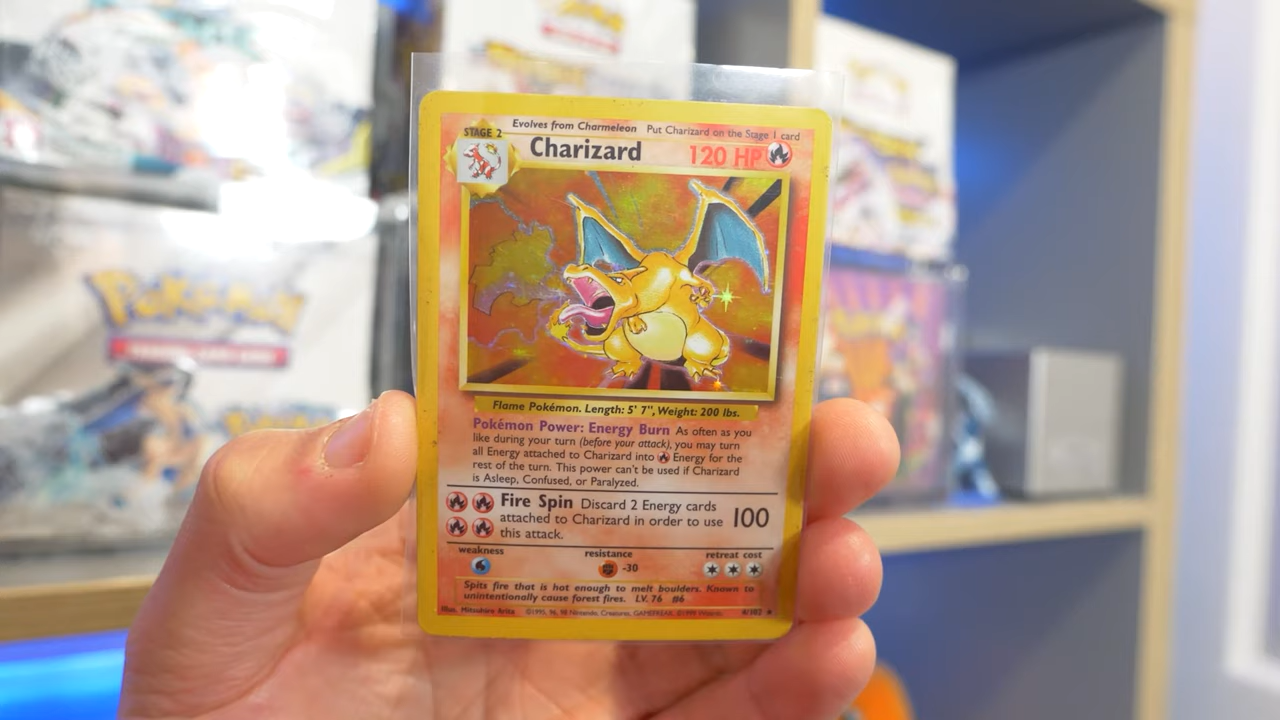 Evolves from Charmeleon Put Charizard on the Stage 1 card
STAGE 2
Charizard 120 HP
Flame Pokémon. Length: 5' 7", Weight: 200 lbs.
Pokémon Power: Energy Burn As often as you
like during your turn (before your attack), you may turn
all Energy attached to Charizard into Energy for the
rest of the turn. This power can't be used if Charizard
is Asleep, Confused, or Paralyzed.
Fire Spin Discard 2 Energy cards
attached to Charizard in order to use
this attack.
100
weakness resistance retreat cost
-30
Spits fire that is hot enough to melt boulders. Known to
unintentionally cause forest fires. LV. 76 #6
Illus. Mitsuhiro Arita ©1995, 96, 98 Nintendo, Creatures, GAMEFREAK. ©1999 Wizards. 4/102
Pokémon